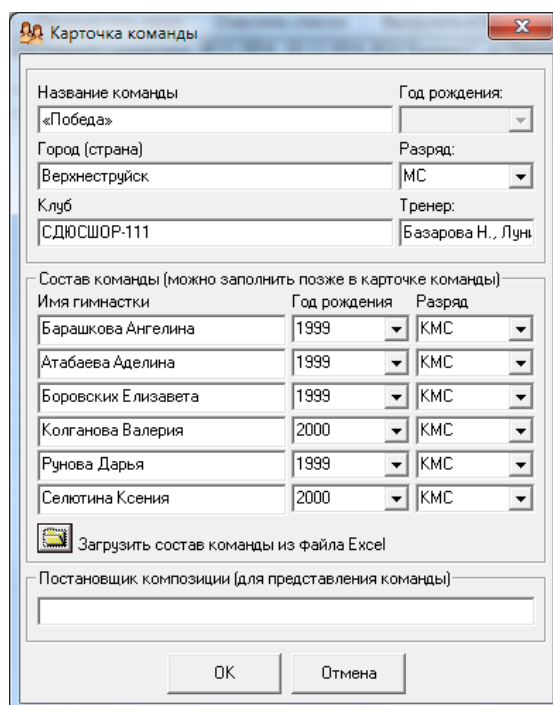 Карточка команды
Название команды Год рождения:
«Победа»
Город (страна) Разряд:
Верхнеструйск МС
Клуб Тренер:
СДЮСШОР-111 Базарова Н.,
Состав команды (можно заполнить позже в карточке команды)
Имя гимнастки Год рождения Разряд
Барашкова Ангелина 1999 КМС
Атабаева Аделина 1999 КМС
Боровских Елизавета 1999 КМС
Колганова Валерия 2000 КМС
Рунова Дарья 1999 КМС
Селютина Ксения 2000 КМС
Загрузить состав команды из файла Excel
Постановщик композиции (для представления команды)
OK Отмена